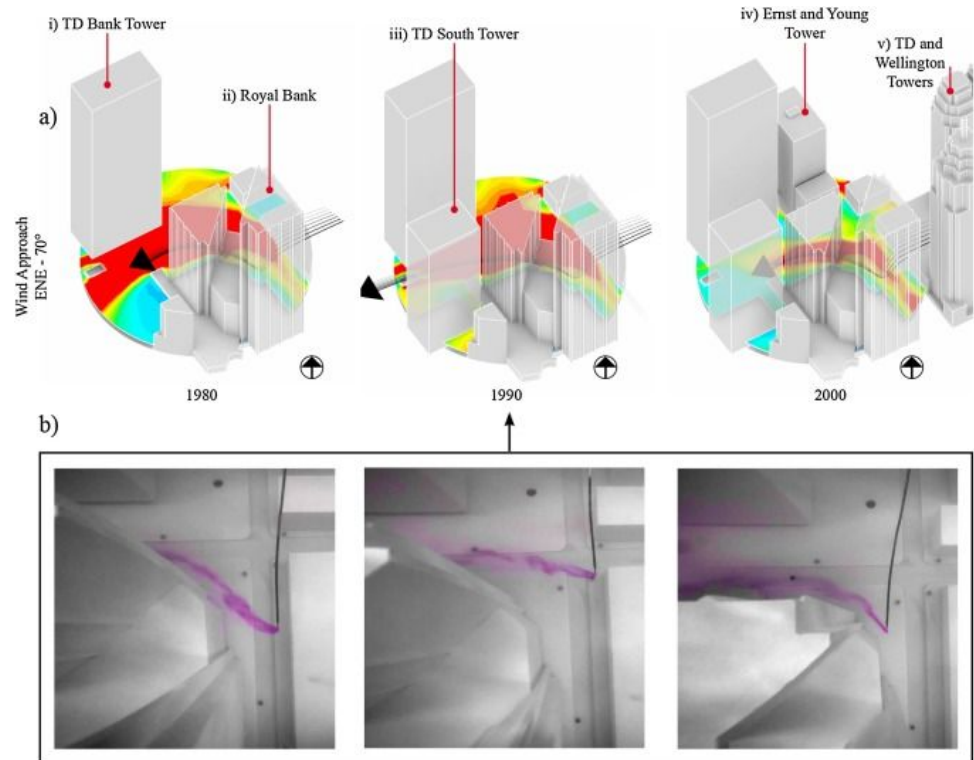 i) TD Bank Tower
iii) TD South Tower
iv) Ernst and Young
Tower
v) TD and
Wellington
Towers
ii) Royal Bank
a)
Wind Approach
ENE - 70°
1980
1990
2000
b)